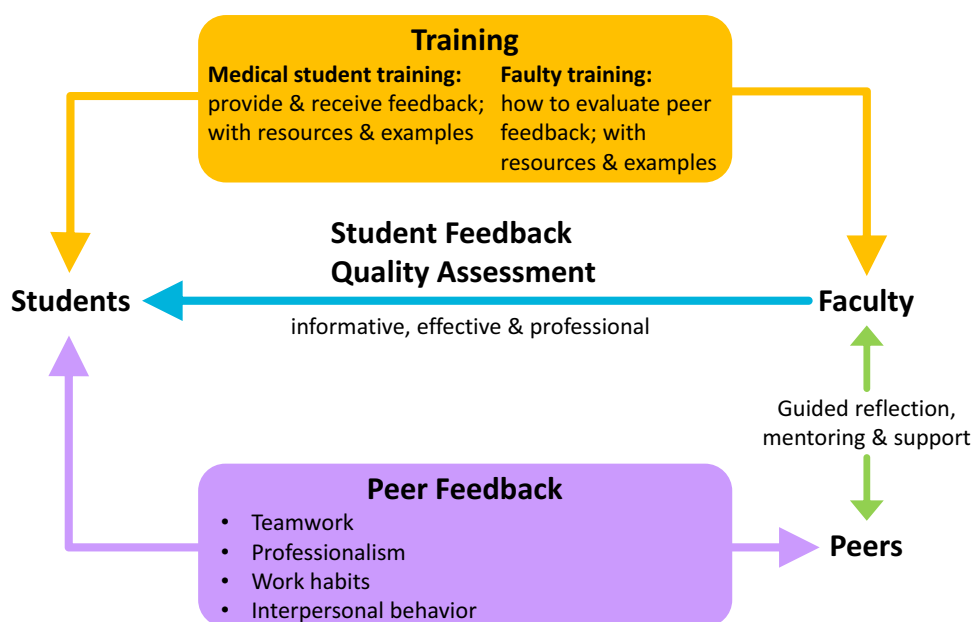 Training
Medical student training:
provide & receive feedback;
with resources & examples
Faulty training:
how to evaluate peer
feedback; with
resources & examples
Student Feedback
Quality Assessment
Students
Faculty
informative, effective & professional
Guided reflection,
mentoring & support
Peer Feedback
• Teamwork
• Professionalism
• Work habits
• Interpersonal behavior
Peers